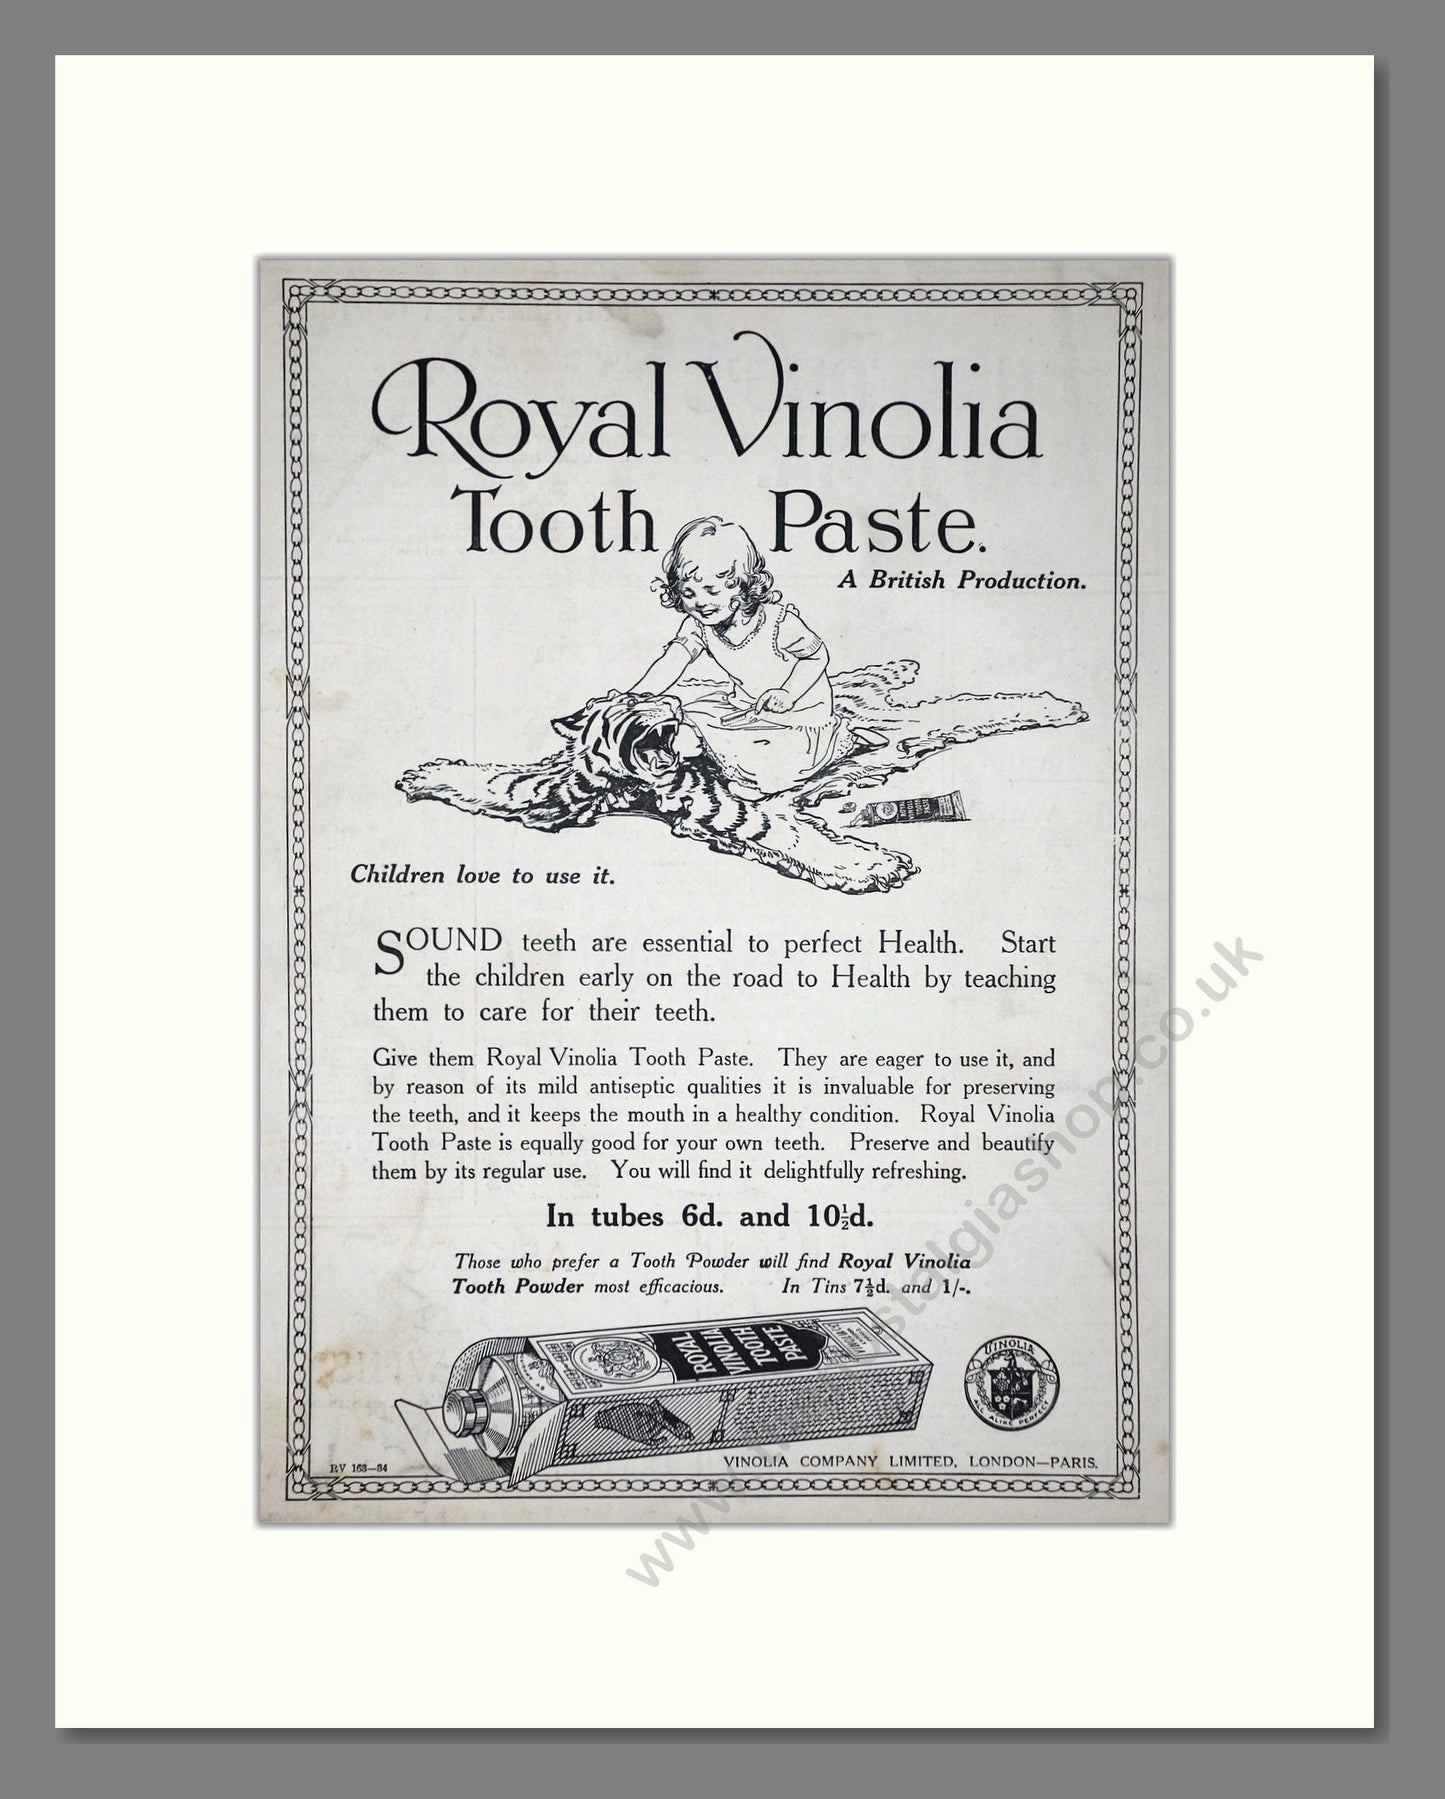 Royal Vinolia
Tooth Paste.
A British Production.
Children love to use it.
SOUND teeth are essential to perfect Health. Start
the children early on the road to Health by teaching
them to care for their teeth.
Give them Royal Vinolia Tooth Paste. They are eager to use it, and
by reason of its mild antiseptic qualities it is invaluable for preserving
the teeth, and it keeps the mouth in a healthy condition. Royal Vinolia
Tooth Paste is equally good for your own teeth. Preserve and beautify
them by its regular use. You will find it delightfully refreshing.
In tubes 6d. and 10½d.
Those who prefer a Tooth Powder will find Royal Vinolia
Tooth Powder most efficacious. In Tins 7½d. and 1/-.
ROYAL
VINOLIA
TOOTH
PASTE
VINOLIA
ALL ALIKE PERFECT
RV 163—34
VINOLIA COMPANY LIMITED, LONDON—PARIS.